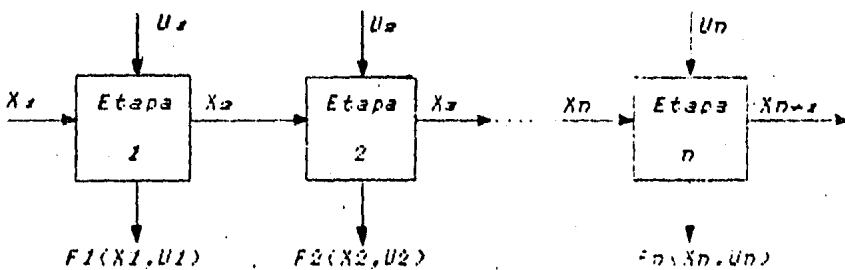 U1 U2 Un
X1 Etapa X2 Etapa X3 Xn Etapa Xn+1
1 2 n
F1(X1,U1) F2(X2,U2) Fn(Xn,Un)